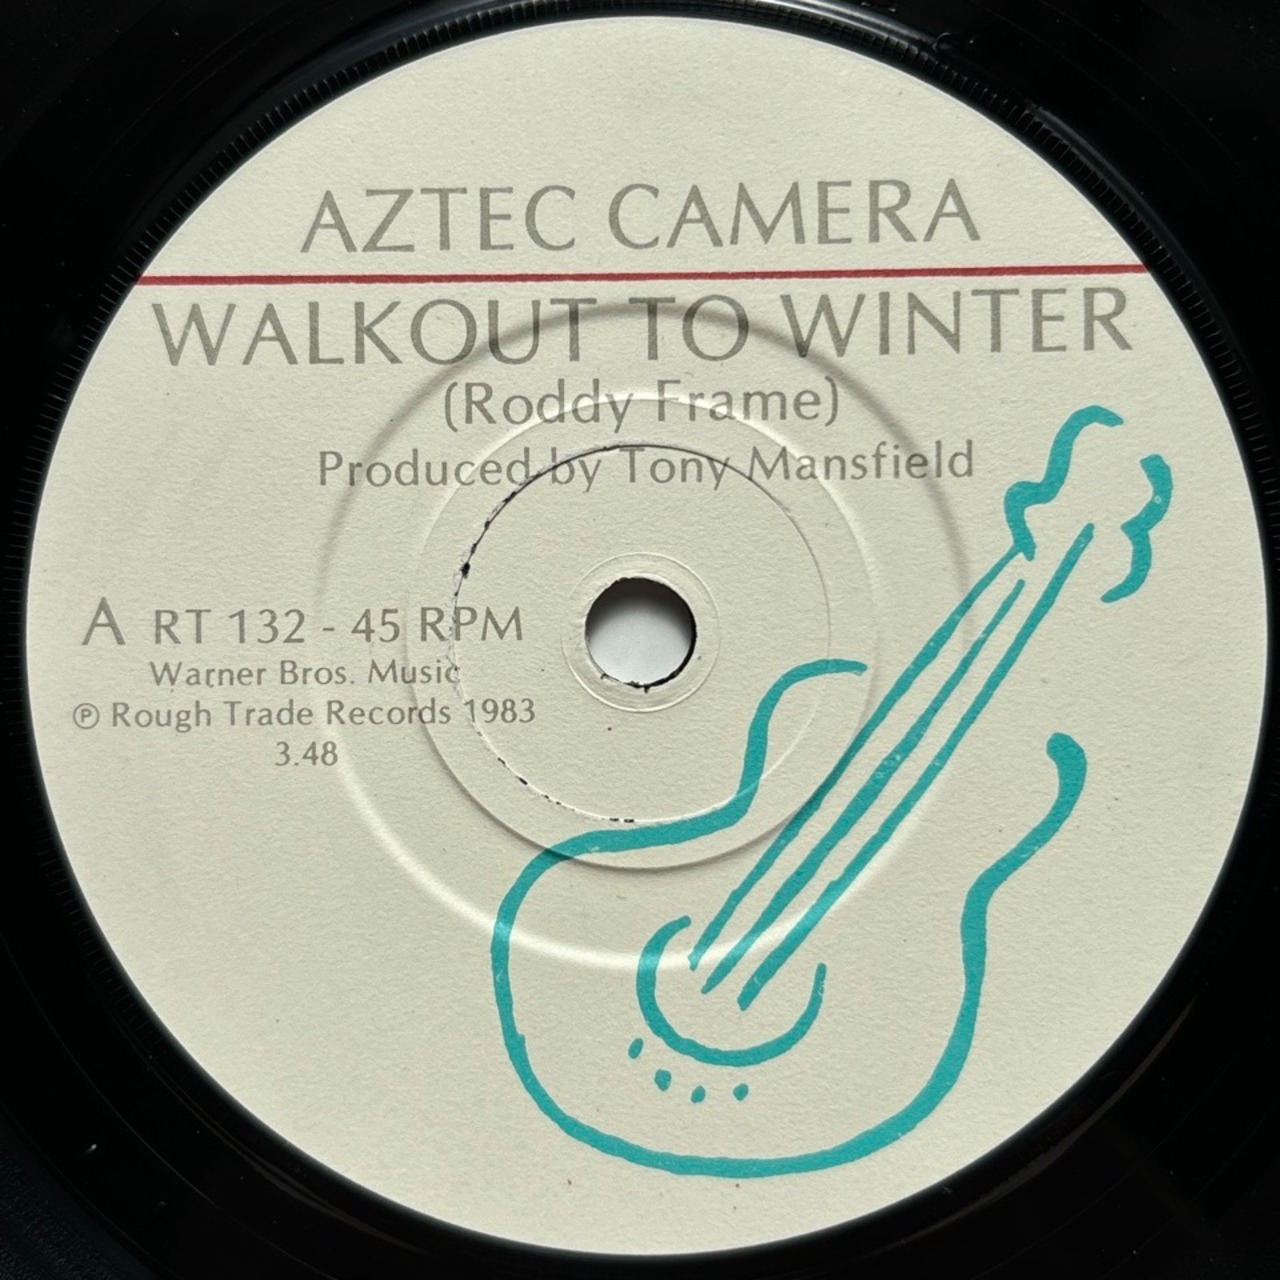 AZTEC CAMERA
WALKOUT TO WINTER
(Roddy Frame)
Produced by Tony Mansfield
A RT 132 - 45 RPM
Warner Bros. Music
℗ Rough Trade Records 1983
3.48